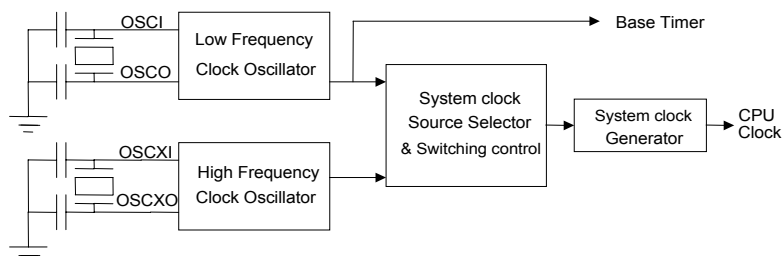 OSCI
OSCO
Low Frequency
Clock Oscillator
Base Timer
System clock
Source Selector
& Switching control
System clock
Generator
CPU
Clock
OSCXI
OSCXO
High Frequency
Clock Oscillator